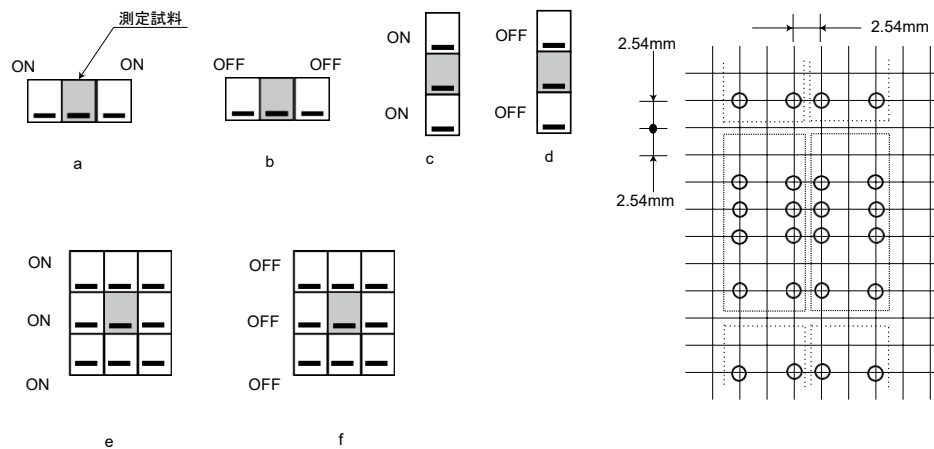 測定試料
ON ON
a
OFF OFF
b
ON
ON
c
OFF
OFF
d
2.54mm
2.54mm
2.54mm
ON
ON
ON
e
OFF
OFF
OFF
f